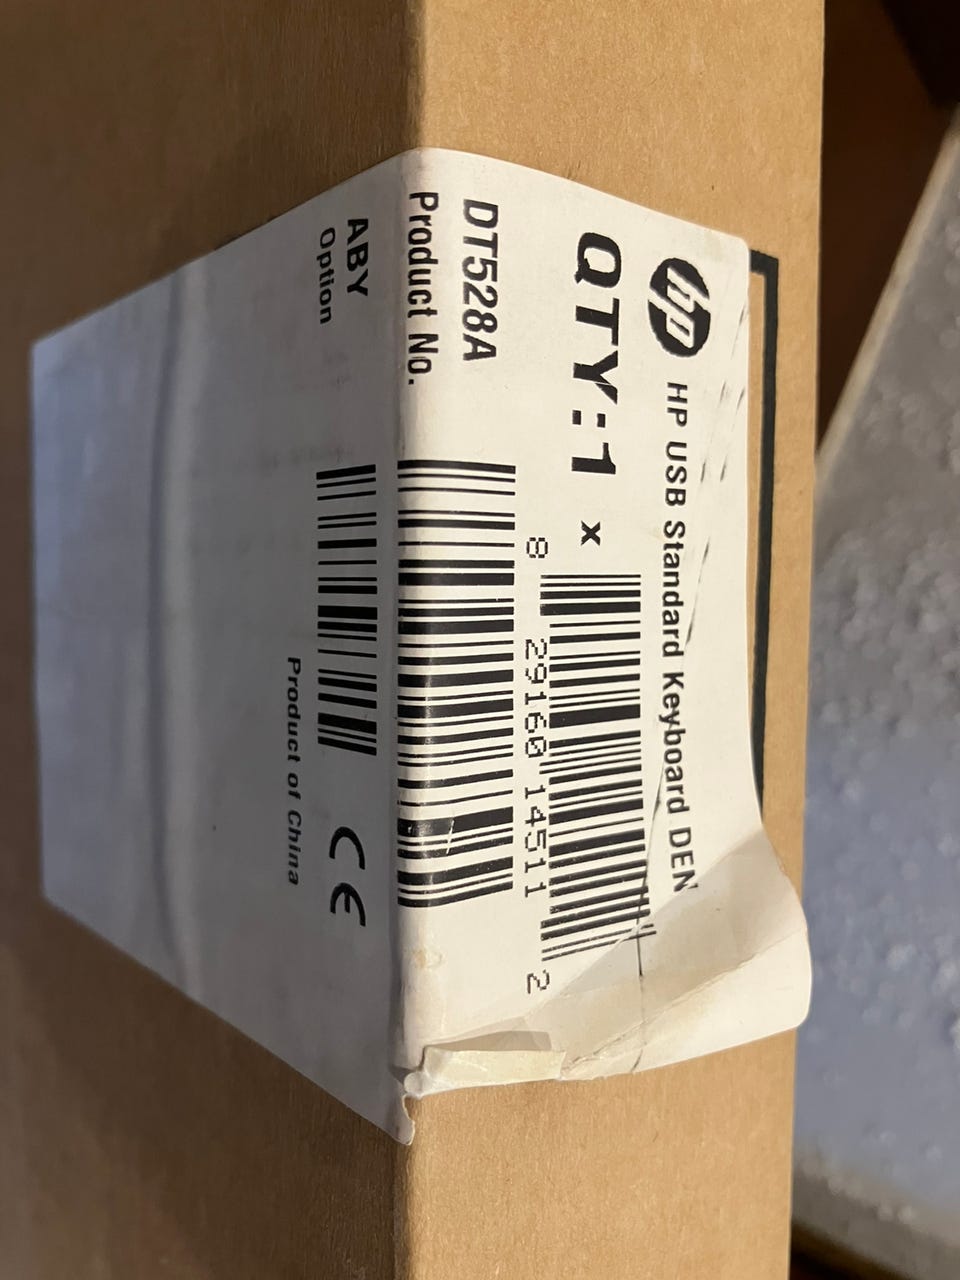 hp HP USB Standard Keyboard DEN
QTY:1 x
8 29160 14511 2
DT528A
Product No.
ABY
Option
Product of China
CE